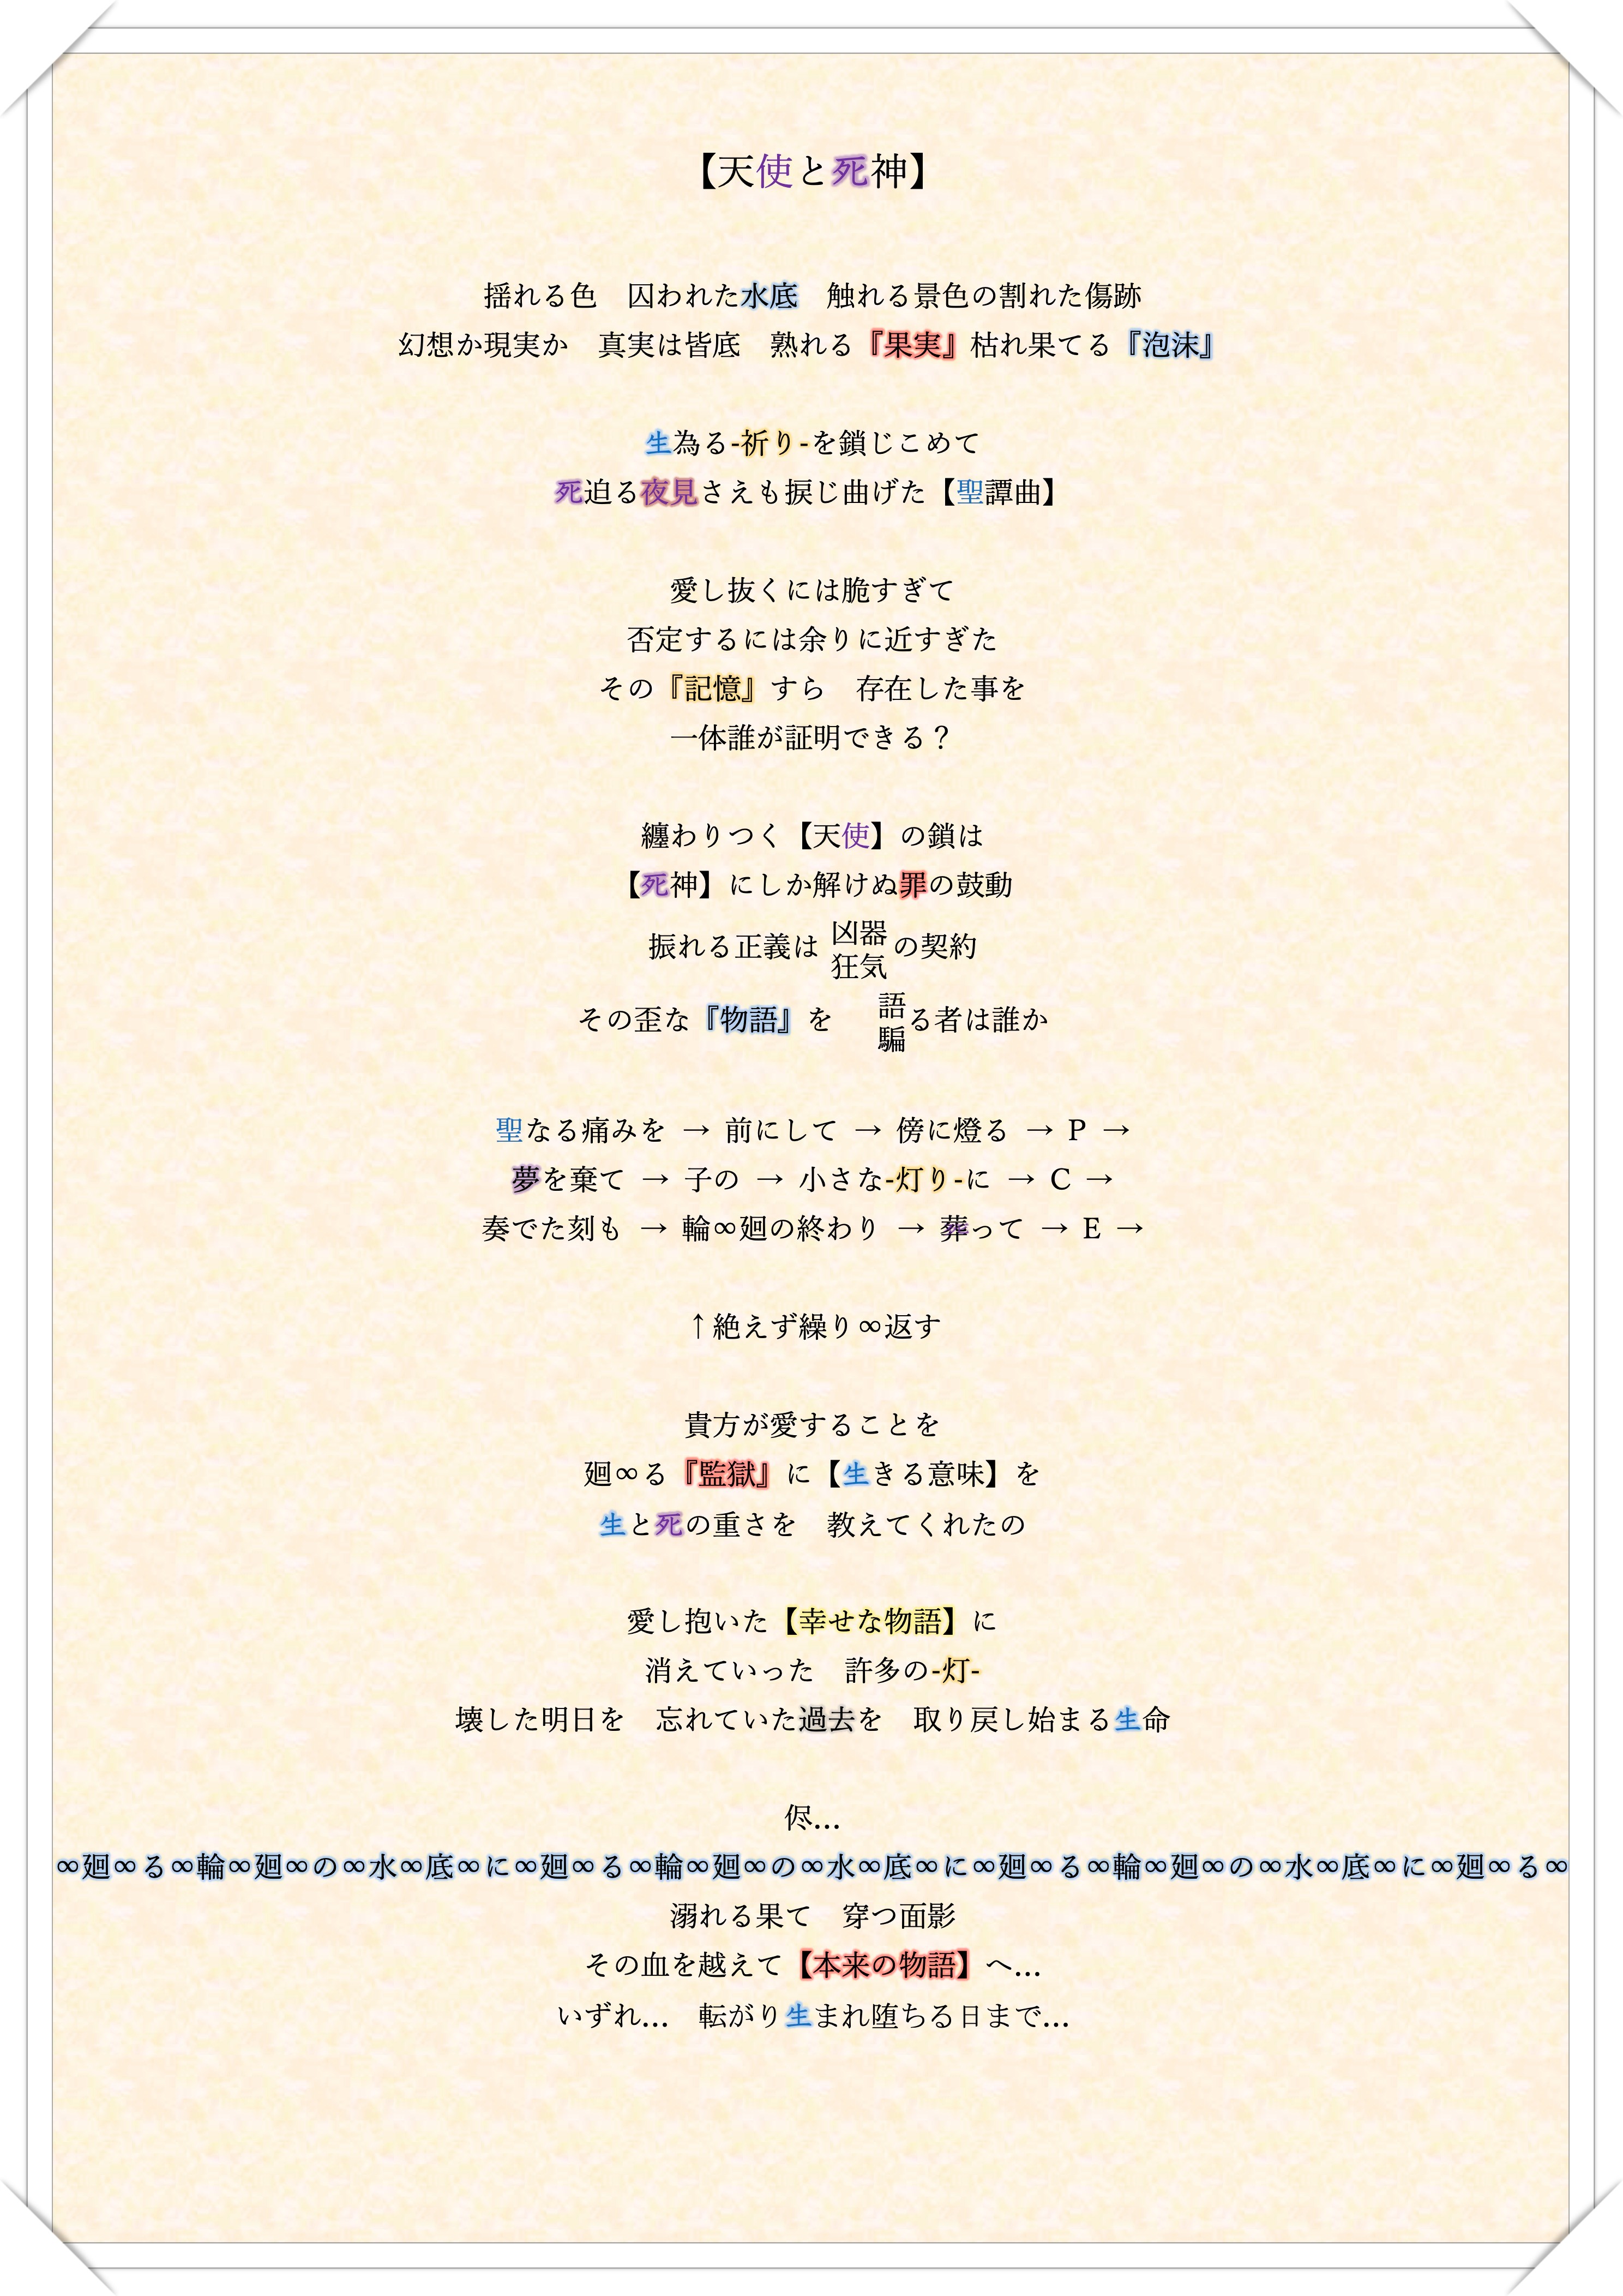 【天使と死神】
揺れる色　囚われた水底　触れる景色の割れた傷跡
幻想か現実か　真実は皆底　熟れる『果実』枯れ果てる『泡沫』
生為る-祈り-を鎖じこめて
死迫る夜見さえも捩じ曲げた【聖譚曲】
愛し抜くには脆すぎて
否定するには余りに近すぎた
その『記憶』すら　存在した事を
一体誰が証明できる？
纏わりつく【天使】の鎖は
【死神】にしか解けぬ罪の鼓動
振れる正義は 凶器 の契約
狂気
その歪な『物語』を　語る者は誰か
騙
聖なる痛みを → 前にして → 傍に燈る → P →
夢を棄て → 子の → 小さな-灯り-に → C →
奏でた刻も → 輪∞廻の終わり → 葬って → E →
↑絶えず繰り∞返す
貴方が愛することを
廻∞る『監獄』に【生きる意味】を
生と死の重さを　教えてくれたの
愛し抱いた【幸せな物語】に
消えていった　許多の-灯-
壊した明日を　忘れていた過去を　取り戻し始まる生命
侭…
∞廻∞る∞輪∞廻∞の∞水∞底∞に∞廻∞る∞輪∞廻∞の∞水∞底∞に∞廻∞る∞輪∞廻∞の∞水∞底∞に∞廻∞る∞
溺れる果て　穿つ面影
その血を越えて【本来の物語】へ…
いずれ…　転がり生まれ堕ちる日まで…